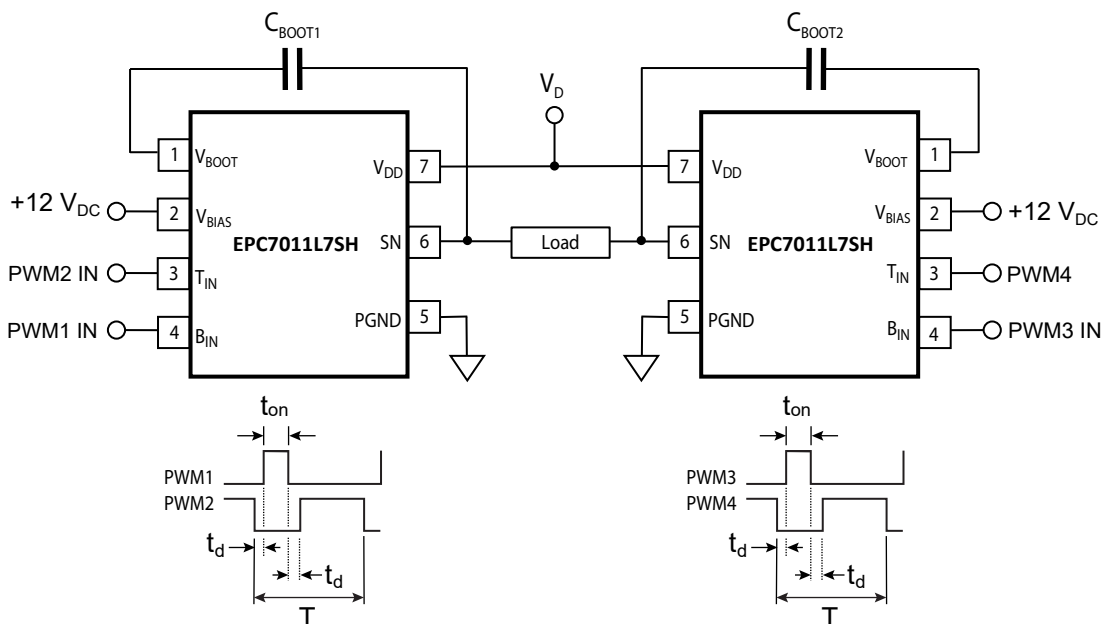 C_BOOT1
C_BOOT2
V_D
1 V_BOOT
V_DD 7
7 V_DD
V_BOOT 1
+12 V_DC 2 V_BIAS
V_BIAS 2 +12 V_DC
EPC7011L7SH
SN 6
Load
6 SN
EPC7011L7SH
PWM2 IN 3 T_IN
T_IN 3 PWM4
PWM1 IN 4 B_IN
PGND 5
5 PGND
B_IN 4 PWM3 IN
t_on
t_on
PWM1
PWM3
PWM2
PWM4
t_d
t_d
t_d
t_d
T
T